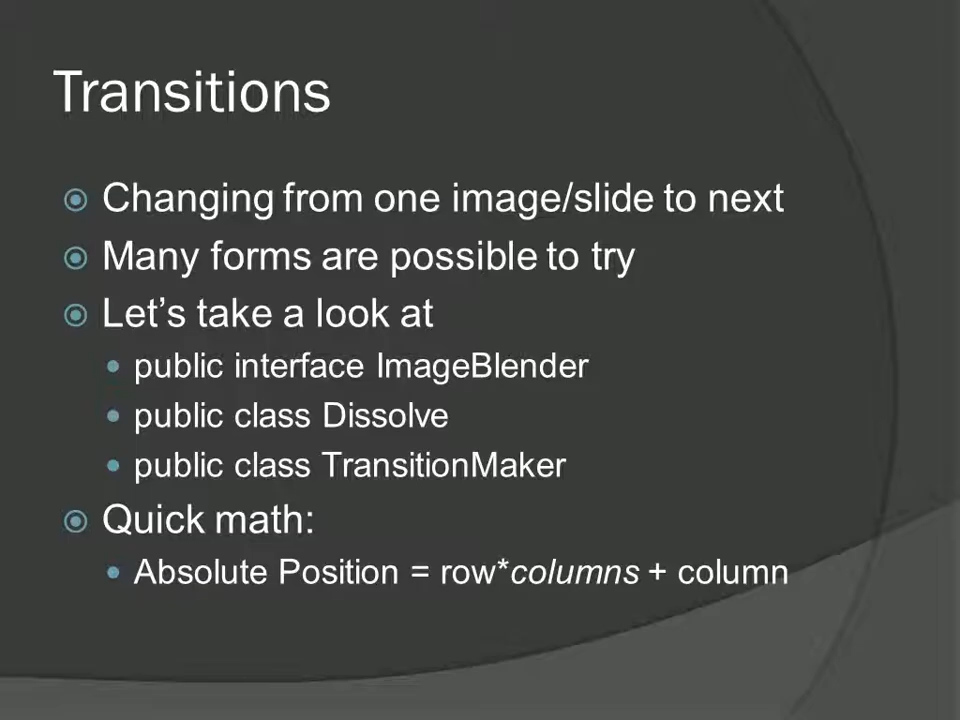 Transitions
Changing from one image/slide to next
Many forms are possible to try
Let’s take a look at
public interface ImageBlender
public class Dissolve
public class TransitionMaker
Quick math:
Absolute Position = row*columns + column